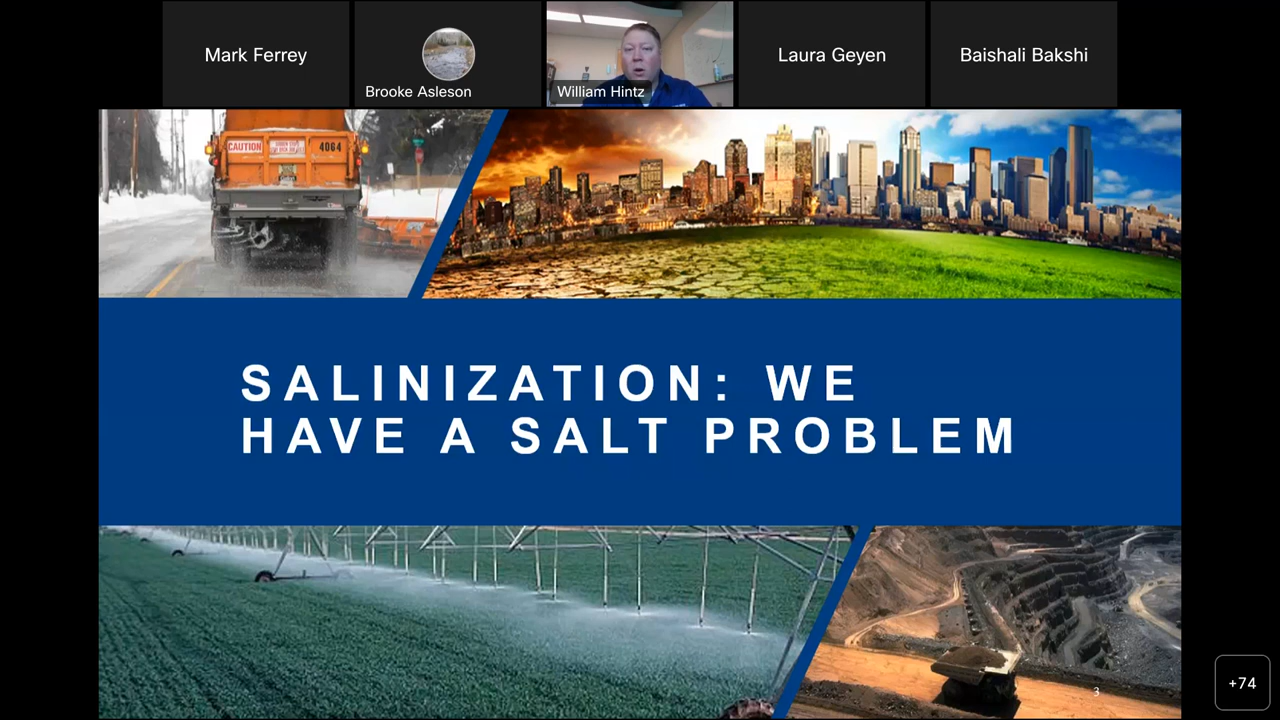 Mark Ferrey
Brooke Asleson
William Hintz
Laura Geyen
Baishali Bakshi
CAUTION
4064
SALINIZATION: WE
HAVE A SALT PROBLEM
3
+74